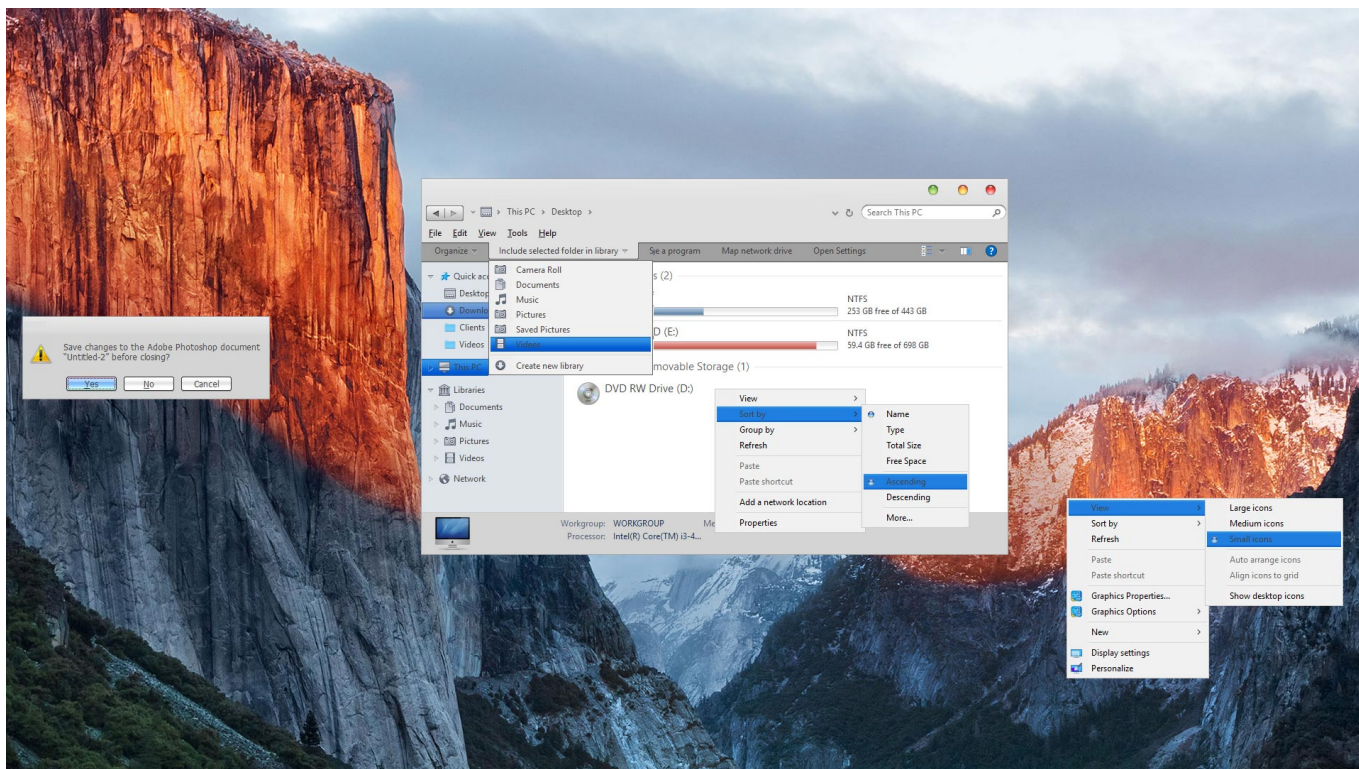 This PC > Desktop >
Search This PC
File Edit View Tools Help
Organize
Include selected folder in library
a program
Map network drive
Open Settings
Quick
Desktop
Clients
Videos
This PC
Libraries
Documents
Music
Pictures
Videos
Network
Camera Roll
Documents
Music
Pictures
Saved Pictures
Videos
Create new library
(2)
NTFS
253 GB free of 443 GB
(E:)
NTFS
59.4 GB free of 698 GB
Storage (1)
DVD RW Drive (D:)
Workgroup: WORKGROUP
Processor: Intel(R) Core(TM) i3-4...
View
Sort by
Group by
Refresh
Paste
Paste shortcut
Add a network location
Properties
Name
Type
Total Size
Free Space
Ascending
Descending
More...
Save changes to the Adobe Photoshop document
"Untitled-2" before closing?
Yes No Cancel
View
Sort by
Refresh
Paste
Paste shortcut
Graphics Properties...
Graphics Options
New
Display settings
Personalize
Large icons
Medium icons
Small icons
Auto arrange icons
Align icons to grid
Show desktop icons